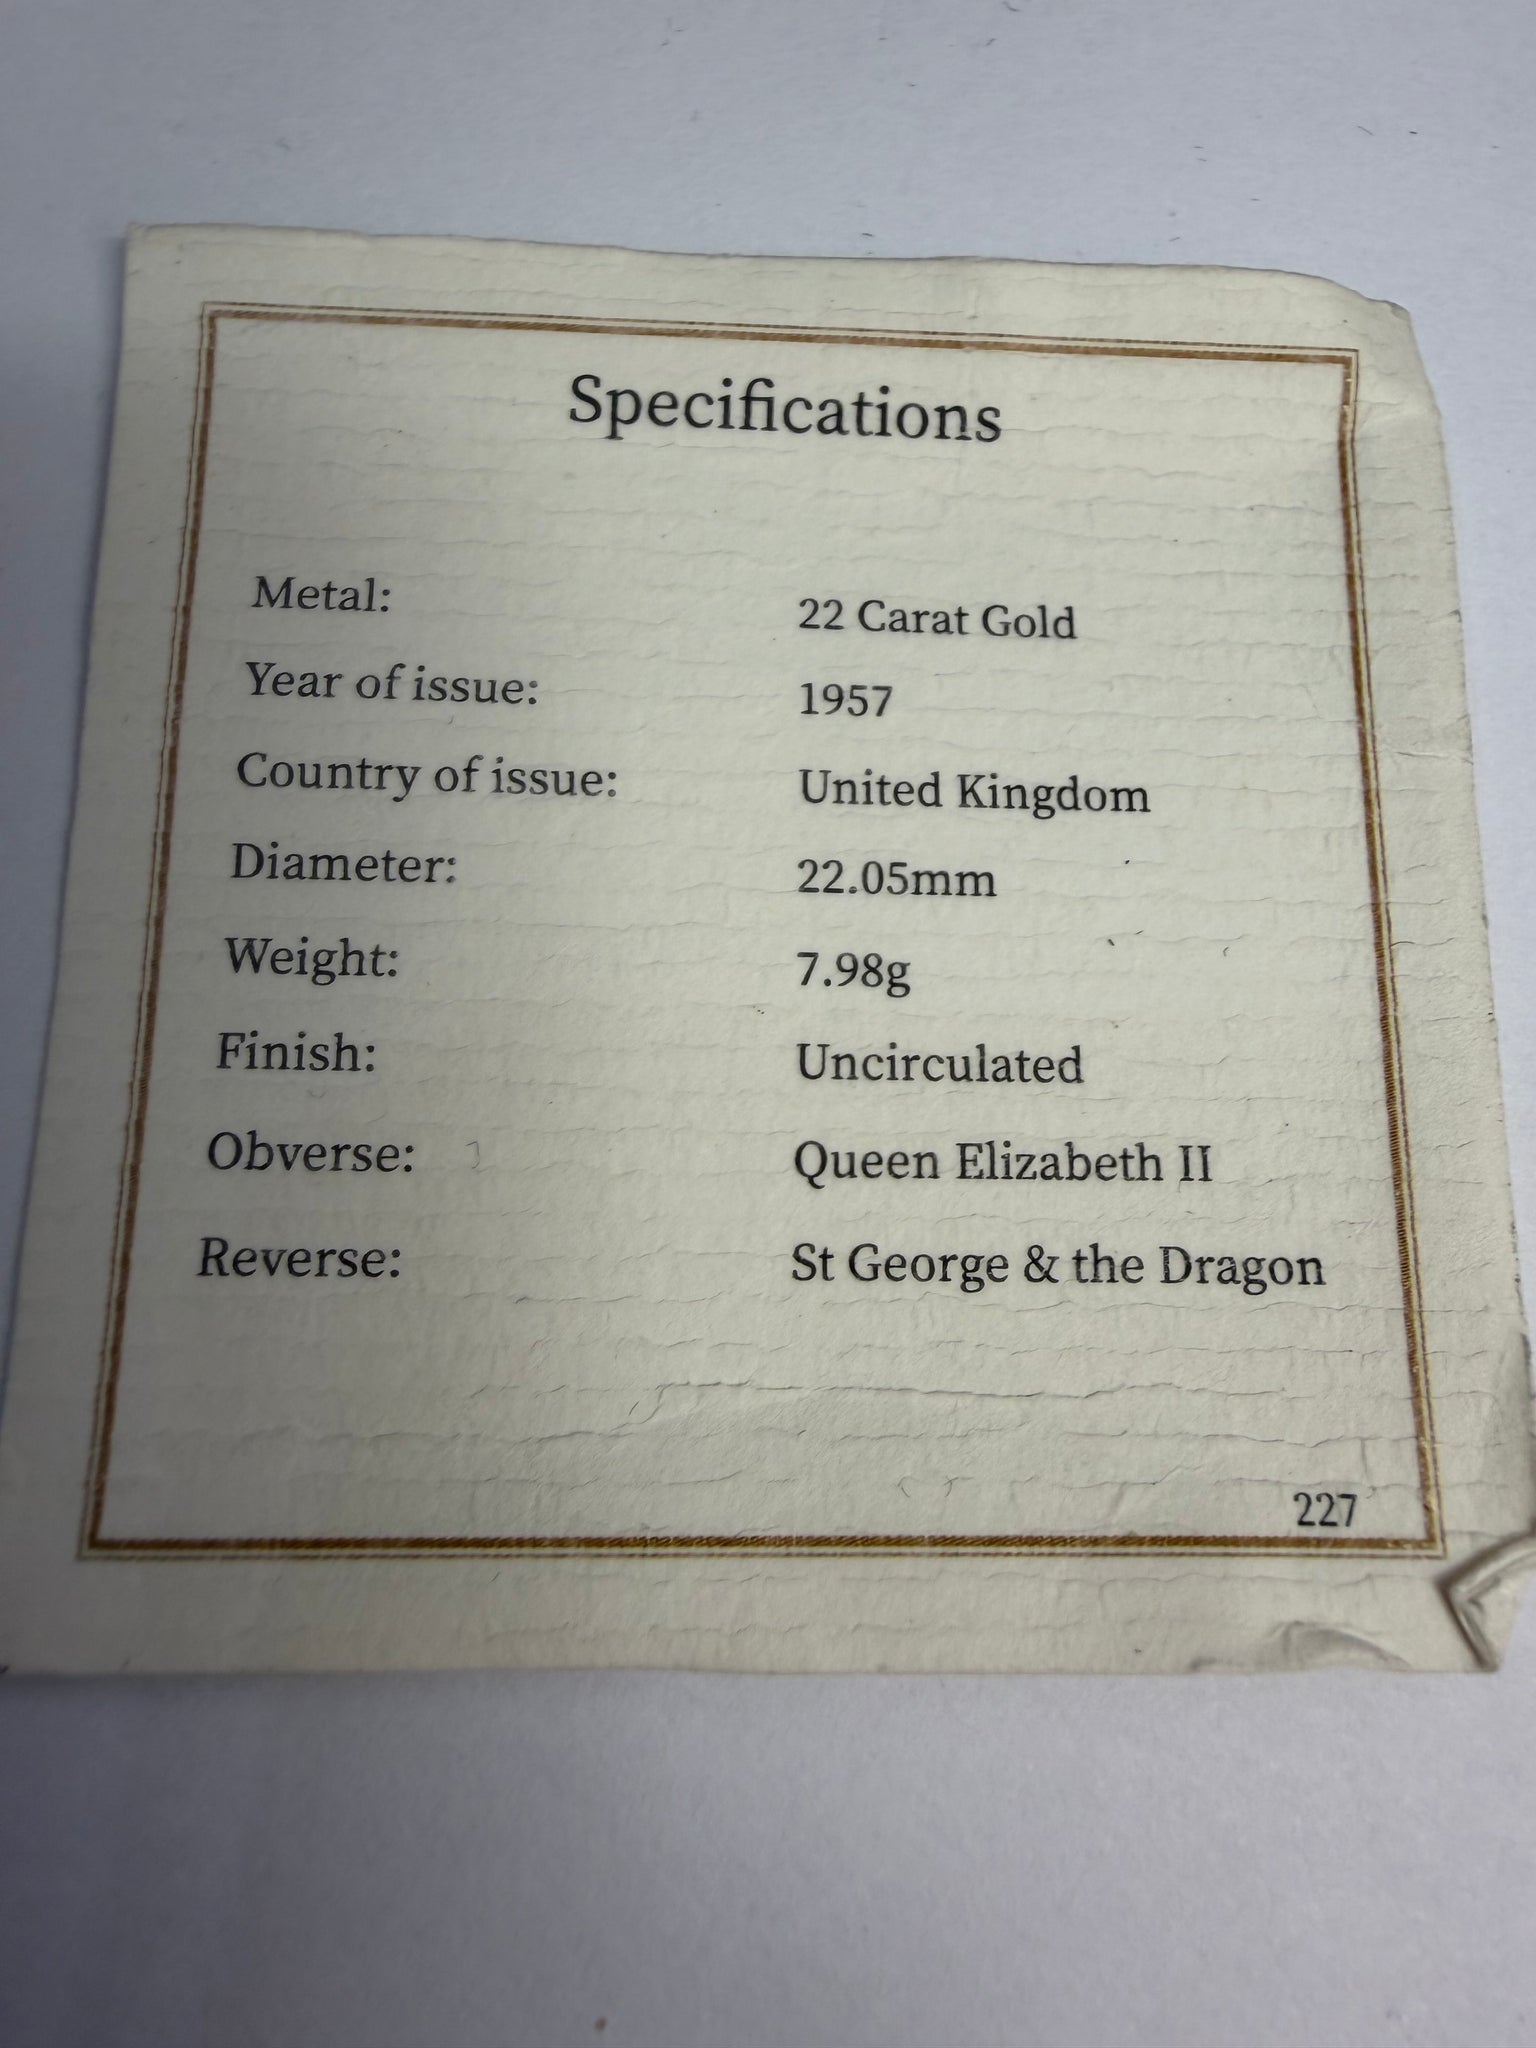 Specifications
Metal: 22 Carat Gold
Year of issue: 1957
Country of issue: United Kingdom
Diameter: 22.05mm
Weight: 7.98g
Finish: Uncirculated
Obverse: Queen Elizabeth II
Reverse: St George & the Dragon
227